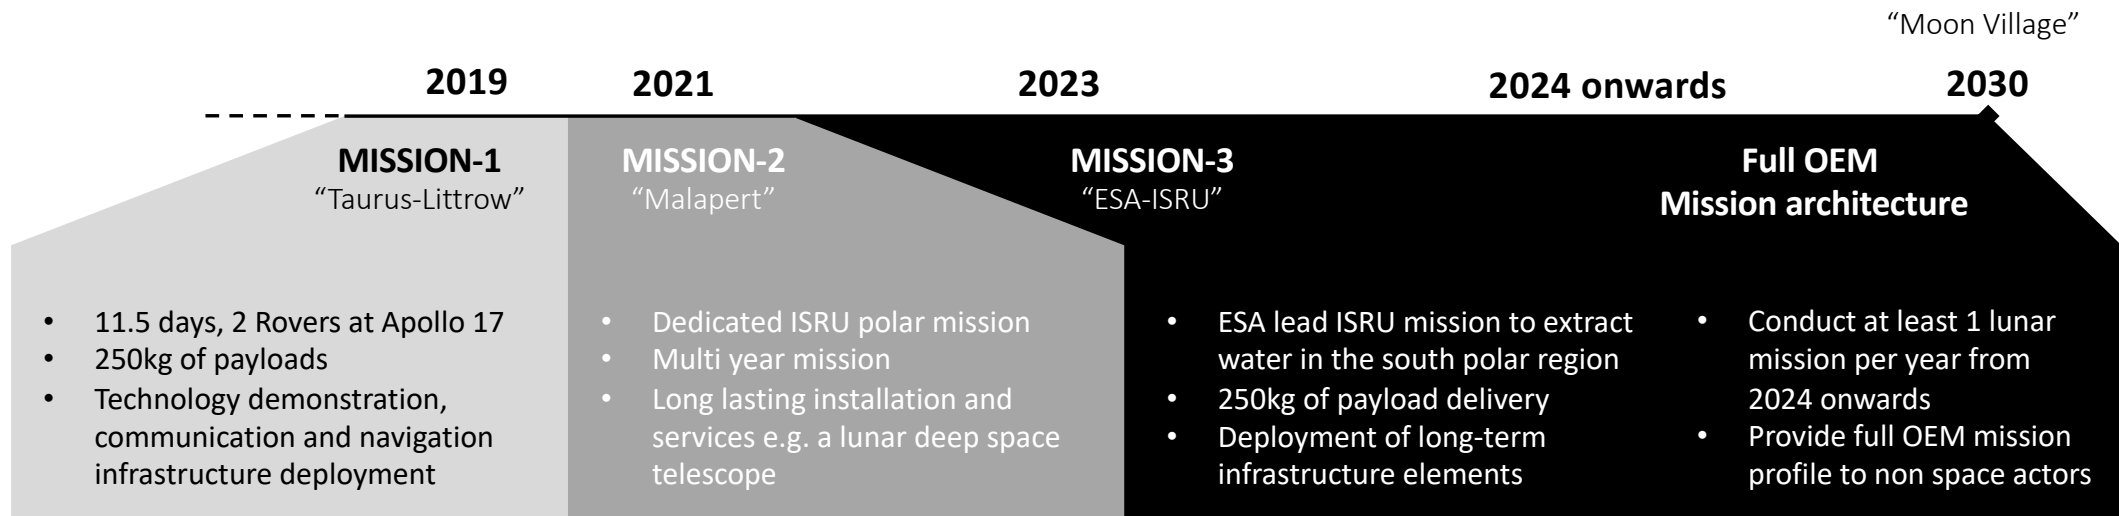 “Moon Village”
2019
2021
2023
2024 onwards
2030
MISSION-1
“Taurus-Littrow”
MISSION-2
“Malapert”
MISSION-3
“ESA-ISRU”
Full OEM
Mission architecture
• 11.5 days, 2 Rovers at Apollo 17
• 250kg of payloads
• Technology demonstration,
communication and navigation
infrastructure deployment
• Dedicated ISRU polar mission
• Multi year mission
• Long lasting installation and
services e.g. a lunar deep space
telescope
• ESA lead ISRU mission to extract
water in the south polar region
• 250kg of payload delivery
• Deployment of long-term
infrastructure elements
• Conduct at least 1 lunar
mission per year from
2024 onwards
• Provide full OEM mission
profile to non space actors